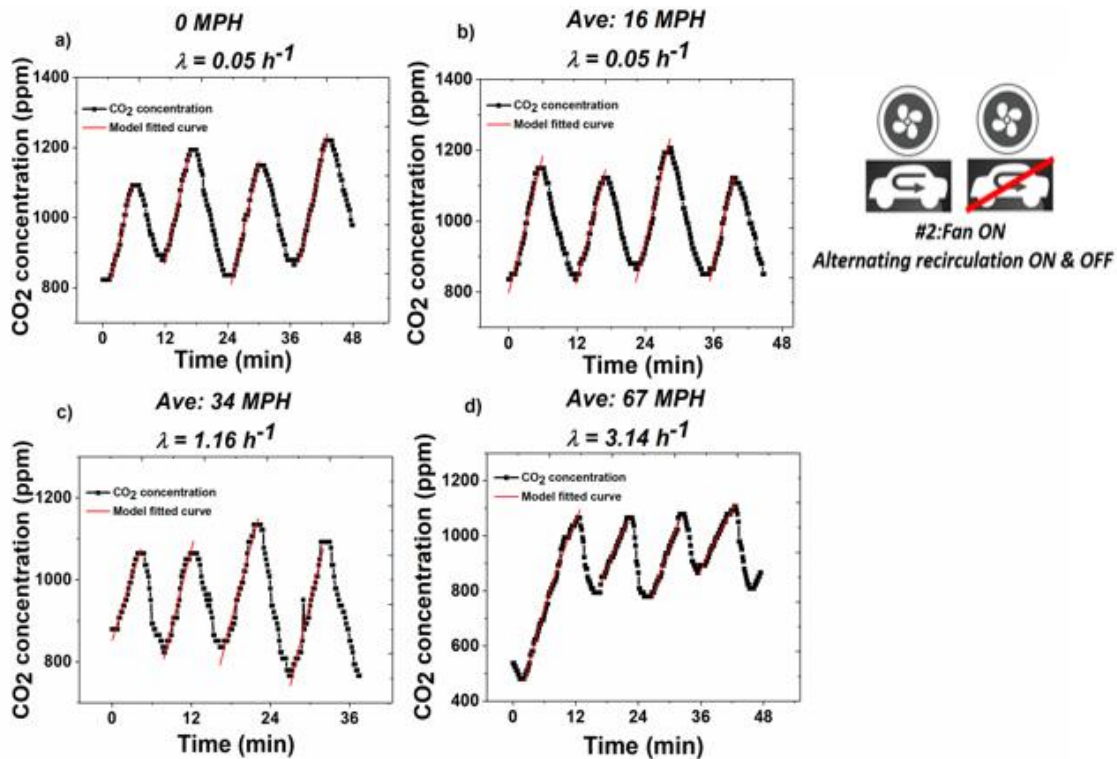 a)
0 MPH
λ = 0.05 h-1
CO2 concentration (ppm)
1400
1200
1000
800
CO2 concentration
Model fitted curve
0 12 24 36 48
Time (min)
b)
Ave: 16 MPH
λ = 0.05 h-1
CO2 concentration (ppm)
1400
1200
1000
800
CO2 concentration
Model fitted curve
0 12 24 36 48
Time (min)
#2:Fan ON
Alternating recirculation ON & OFF
c)
Ave: 34 MPH
λ = 1.16 h-1
CO2 concentration (ppm)
1200
1000
800
CO2 concentration
Model fitted curve
0 12 24 36
Time (min)
d)
Ave: 67 MPH
λ = 3.14 h-1
CO2 concentration (ppm)
1200
1000
800
600
400
CO2 concentration
Model fitted curve
0 12 24 36 48
Time (min)